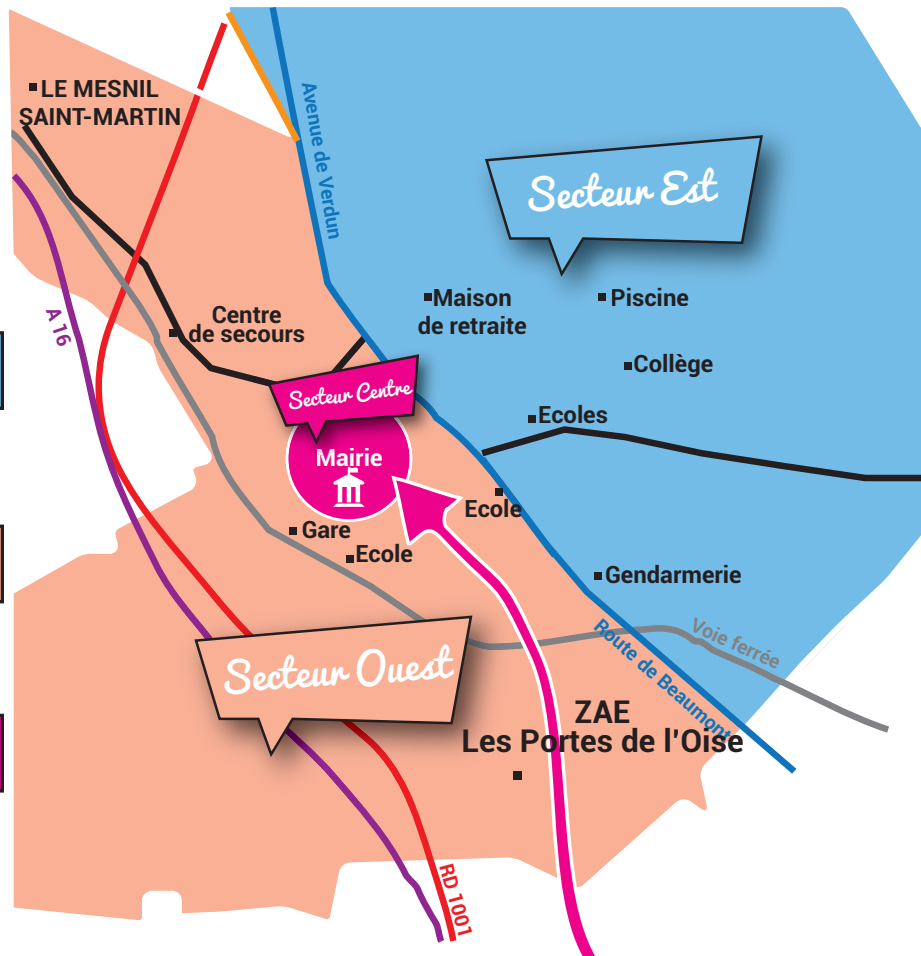 LE MESNIL
SAINT-MARTIN
Avenue de Verdun
Secteur Est
A 16
Centre
de secours
Maison
de retraite
Piscine
Collège
Secteur Centre
Ecoles
Mairie
Ecole
Gare
Ecole
Gendarmerie
Secteur Ouest
Route de Beaumont
Voie ferrée
ZAE
Les Portes de l'Oise
RD 1001